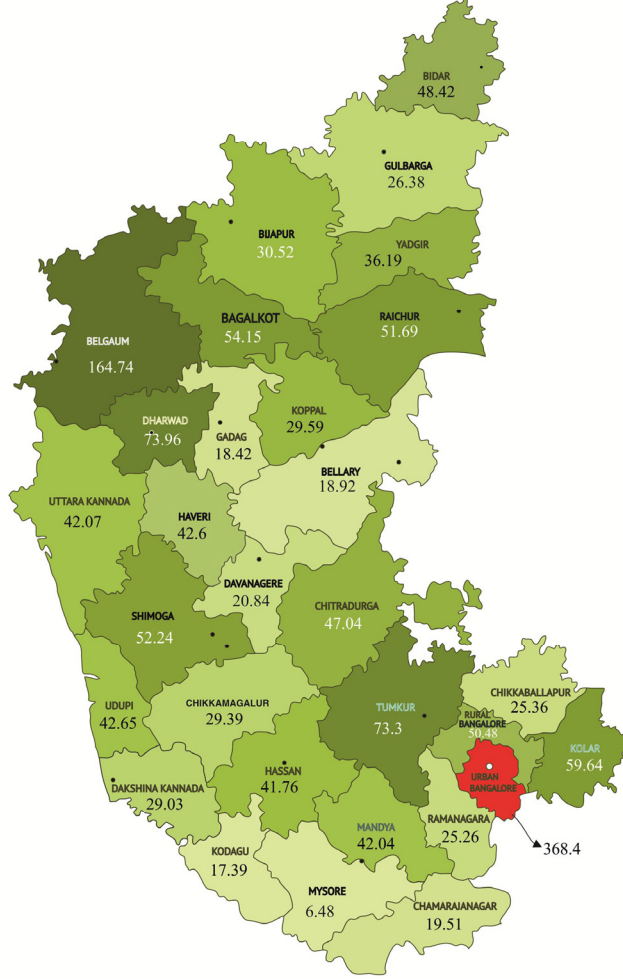 BIDAR
48.42
GULBARGA
26.38
BIJAPUR
30.52
YADGIR
36.19
BAGALKOT
54.15
RAICHUR
51.69
BELGAUM
164.74
DHARWAD
73.96
GADAG
18.42
KOPPAL
29.59
BELLARY
18.92
UTTARA KANNADA
42.07
HAVERI
42.6
DAVANAGERE
20.84
CHITRADURGA
47.04
SHIMOGA
52.24
UDUPI
42.65
CHIKKAMAGALUR
29.39
TUMKUR
73.3
CHIKKABALLAPUR
25.36
RURAL
BANGALORE
50.48
KOLAR
59.64
URBAN
BANGALORE
368.4
DAKSHINA KANNADA
29.03
HASSAN
41.76
MANDYA
42.04
RAMANAGARA
25.26
KODAGU
17.39
MYSORE
6.48
CHAMARAJANAGAR
19.51